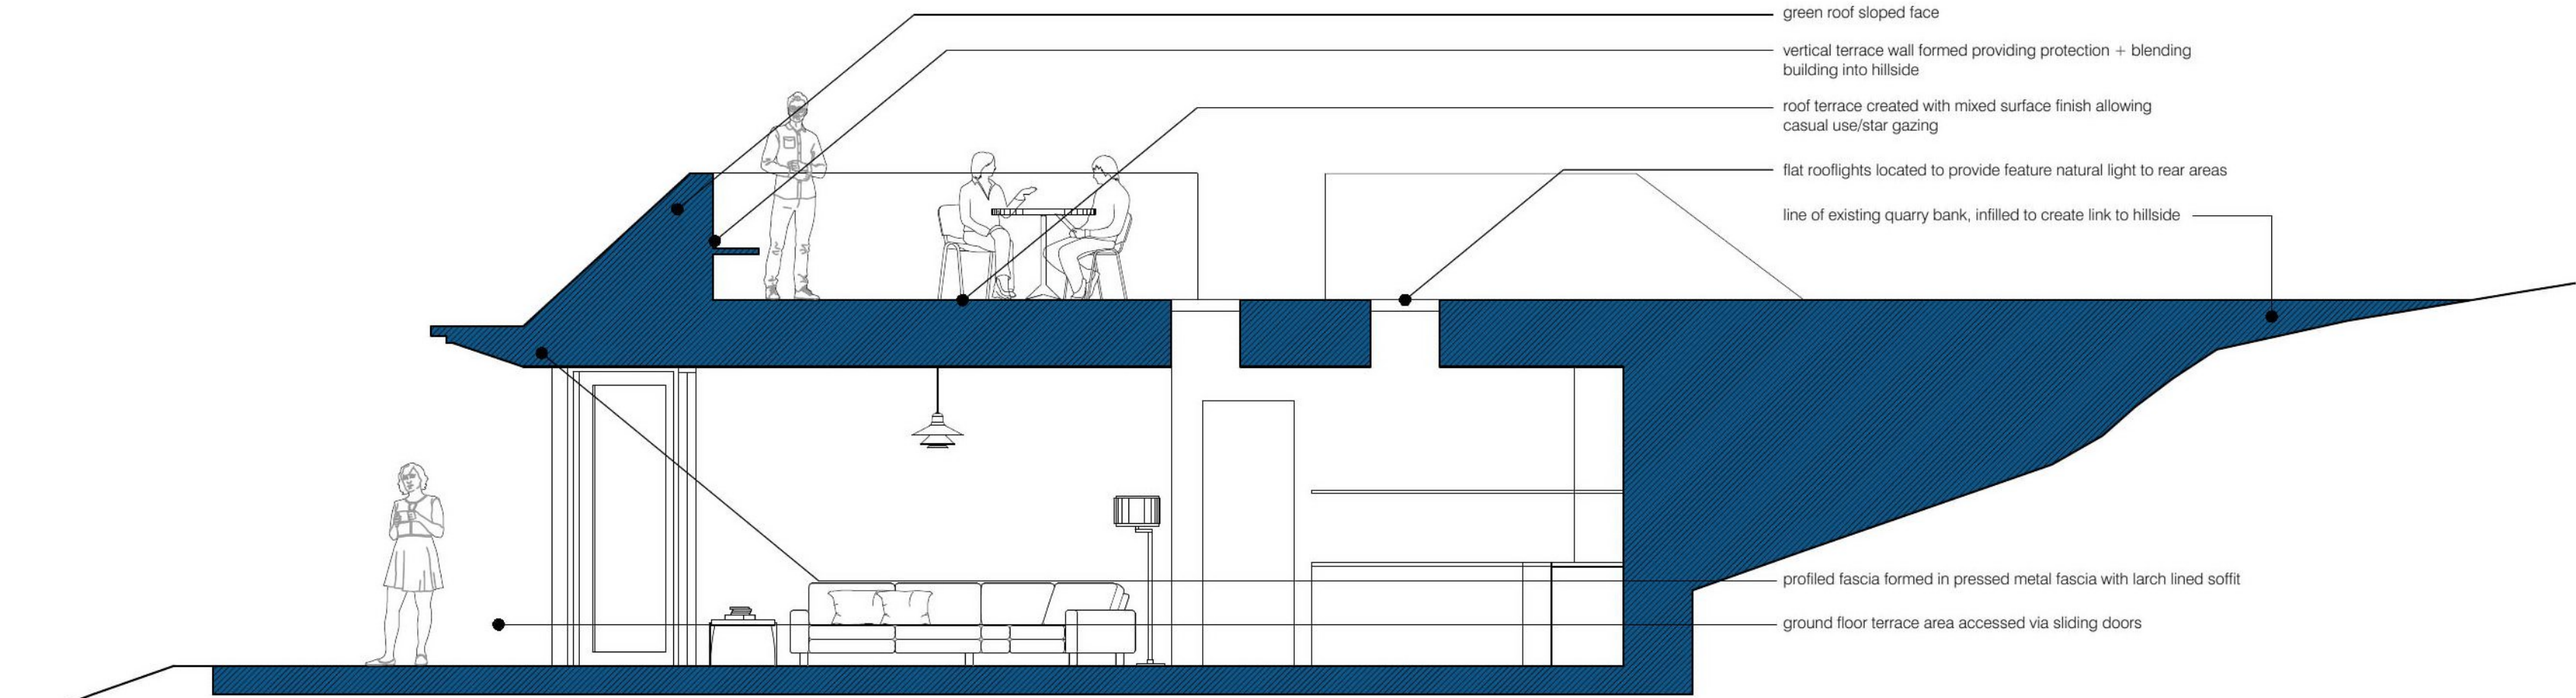 green roof sloped face
vertical terrace wall formed providing protection + blending
building into hillside
roof terrace created with mixed surface finish allowing
casual use/star gazing
flat rooflights located to provide feature natural light to rear areas
line of existing quarry bank, infilled to create link to hillside
profiled fascia formed in pressed metal fascia with larch lined soffit
ground floor terrace area accessed via sliding doors